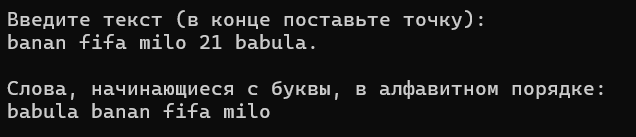 Введите текст (в конце поставьте точку):
banan fifa milo 21 babula.
Слова, начинающиеся с буквы, в алфавитном порядке:
babula banan fifa milo